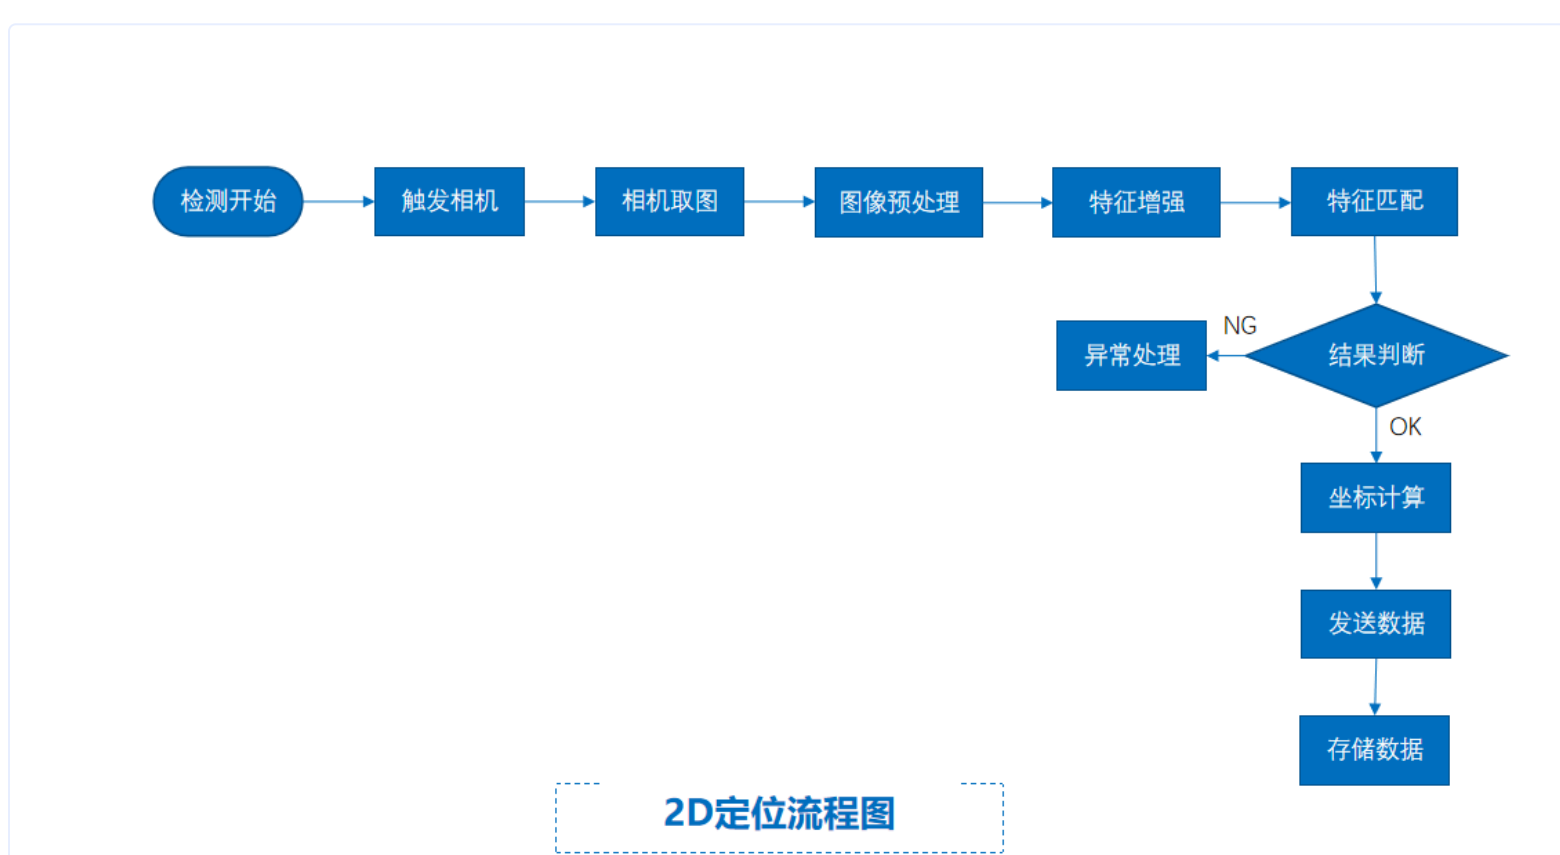 检测开始
触发相机
相机取图
图像预处理
特征增强
特征匹配
NG
异常处理
结果判断
OK
坐标计算
发送数据
存储数据
2D定位流程图